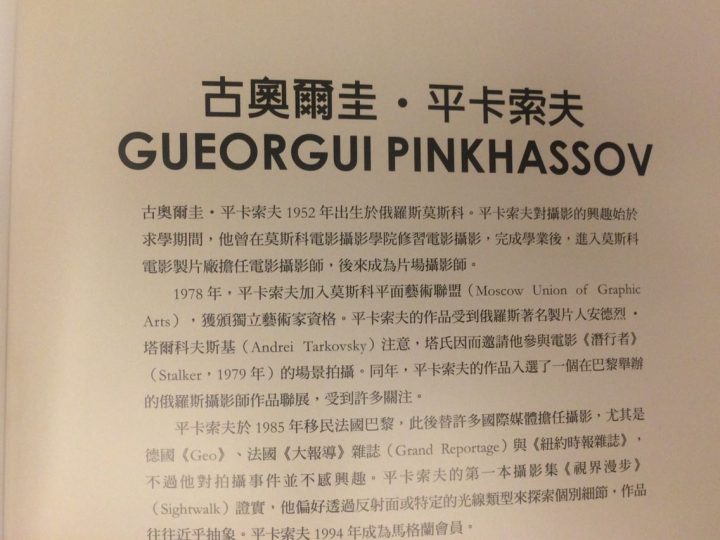 古奧爾圭・平卡索夫
GUEORGUI PINKHASSOV
古奧爾圭・平卡索夫 1952 年出生於俄羅斯莫斯科。平卡索夫對攝影的興趣始於
求學期間，他曾在莫斯科電影攝影學院修習電影攝影，完成學業後，進入莫斯科
電影製片廠擔任電影攝影師，後來成為片場攝影師。
1978 年，平卡索夫加入莫斯科平面藝術聯盟（Moscow Union of Graphic
Arts），獲頒獨立藝術家資格。平卡索夫的作品受到俄羅斯著名製片人安德烈・
塔爾科夫斯基（Andrei Tarkovsky）注意，塔氏因而邀請他參與電影《潛行者》
（Stalker，1979 年）的場景拍攝。同年，平卡索夫的作品入選了一個在巴黎舉辦
的俄羅斯攝影師作品聯展，受到許多關注。
平卡索夫於 1985 年移民法國巴黎，此後替許多國際媒體擔任攝影，尤其是
德國《Geo》、法國《大報導》雜誌（Grand Reportage）與《紐約時報雜誌》，
不過他對拍攝事件並不感興趣。平卡索夫的第一本攝影集《視界漫步》
（Sightwalk）證實，他偏好透過反射面或特定的光線類型來探索個別細節，作品
往往近乎抽象。平卡索夫 1994 年成為馬格蘭會員。